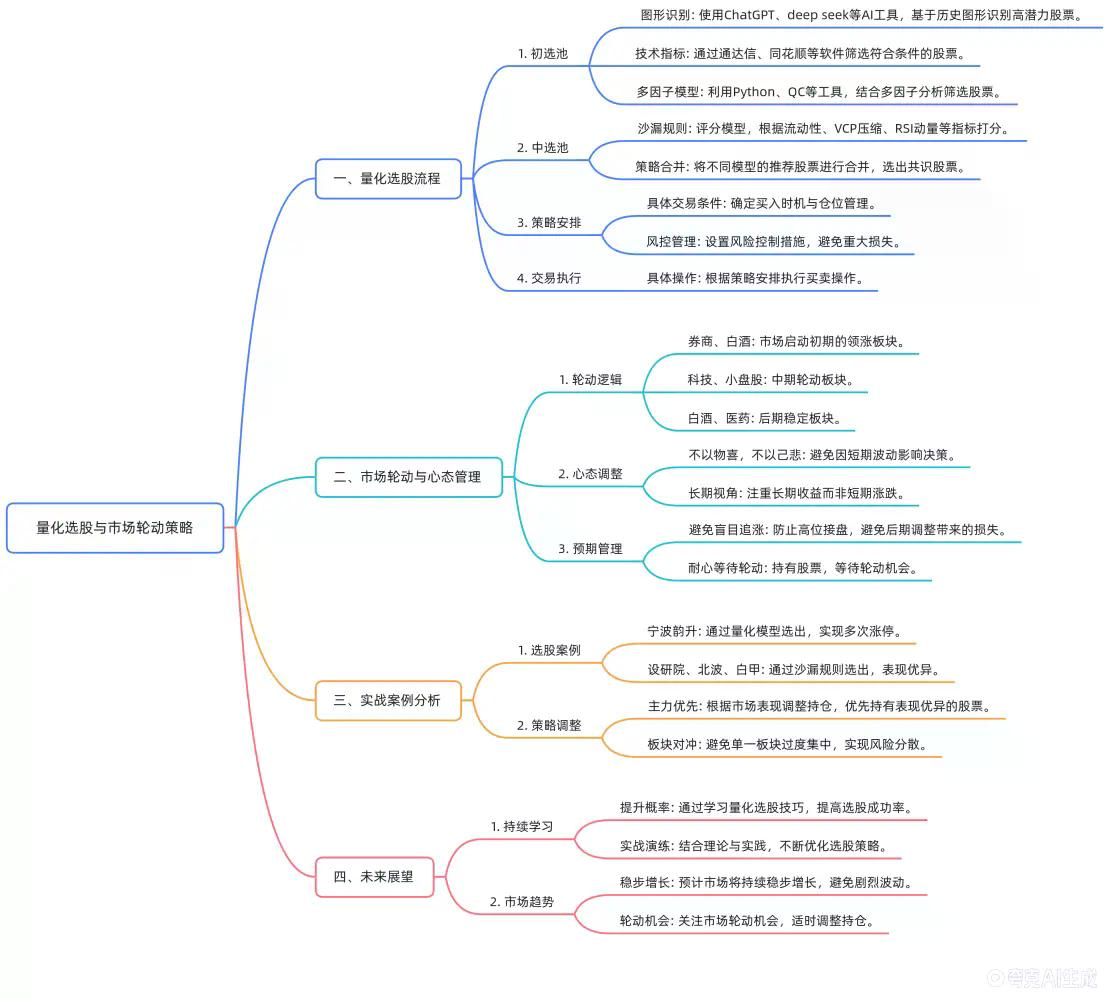 量化选股与市场轮动策略
一、量化选股流程
1. 初选池
图形识别: 使用ChatGPT、deep seek等AI工具，基于历史图形识别高潜力股票。
技术指标: 通过通达信、同花顺等软件筛选符合条件的股票。
多因子模型: 利用Python、QC等工具，结合多因子分析筛选股票。
2. 中选池
沙漏规则: 评分模型，根据流动性、VCP压缩、RSI动量等指标打分。
策略合并: 将不同模型的推荐股票进行合并，选出共识股票。
3. 策略安排
具体交易条件: 确定买入时机与仓位管理。
风控管理: 设置风险控制措施，避免重大损失。
4. 交易执行
具体操作: 根据策略安排执行买卖操作。
二、市场轮动与心态管理
1. 轮动逻辑
券商、白酒: 市场启动初期的领涨板块。
科技、小盘股: 中期轮动板块。
白酒、医药: 后期稳定板块。
2. 心态调整
不以物喜，不以己悲: 避免因短期波动影响决策。
长期视角: 注重长期收益而非短期涨跌。
3. 预期管理
避免盲目追涨: 防止高位接盘，避免后期调整带来的损失。
耐心等待轮动: 持有股票，等待轮动机会。
三、实战案例分析
1. 选股案例
宁波韵升: 通过量化模型选出，实现多次涨停。
设研院、北波、白甲: 通过沙漏规则选出，表现优异。
2. 策略调整
主力优先: 根据市场表现调整持仓，优先持有表现优异的股票。
板块对冲: 避免单一板块过度集中，实现风险分散。
四、未来展望
1. 持续学习
提升概率: 通过学习量化选股技巧，提高选股成功率。
实战演练: 结合理论与实践，不断优化选股策略。
2. 市场趋势
稳步增长: 预计市场将持续稳步增长，避免剧烈波动。
轮动机会: 关注市场轮动机会，适时调整持仓。
夸克AI生成